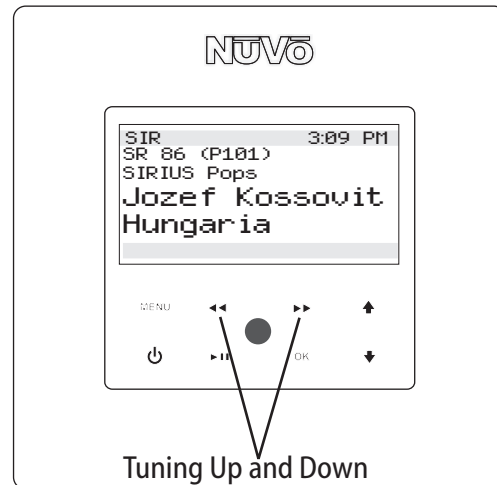 NUVO
SIR 3:09 PM
SR 86 (P101)
SIRIUS Pops
Jozef Kossovit
Hungaria
MENU
OK
Tuning Up and Down